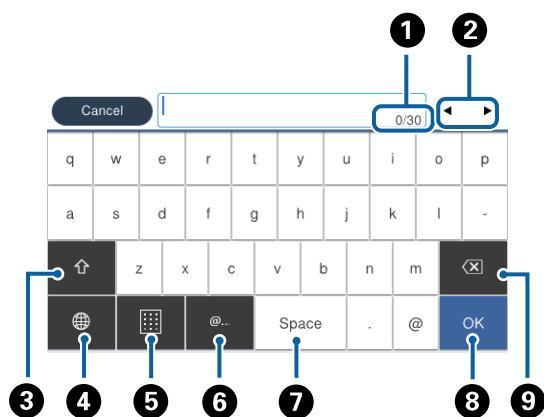 1 2
Cancel 0/30
q w e r t y u i o p
a s d f g h j k l -
z x c v b n m
@... Space . @ OK
3 4 5 6 7 8 9